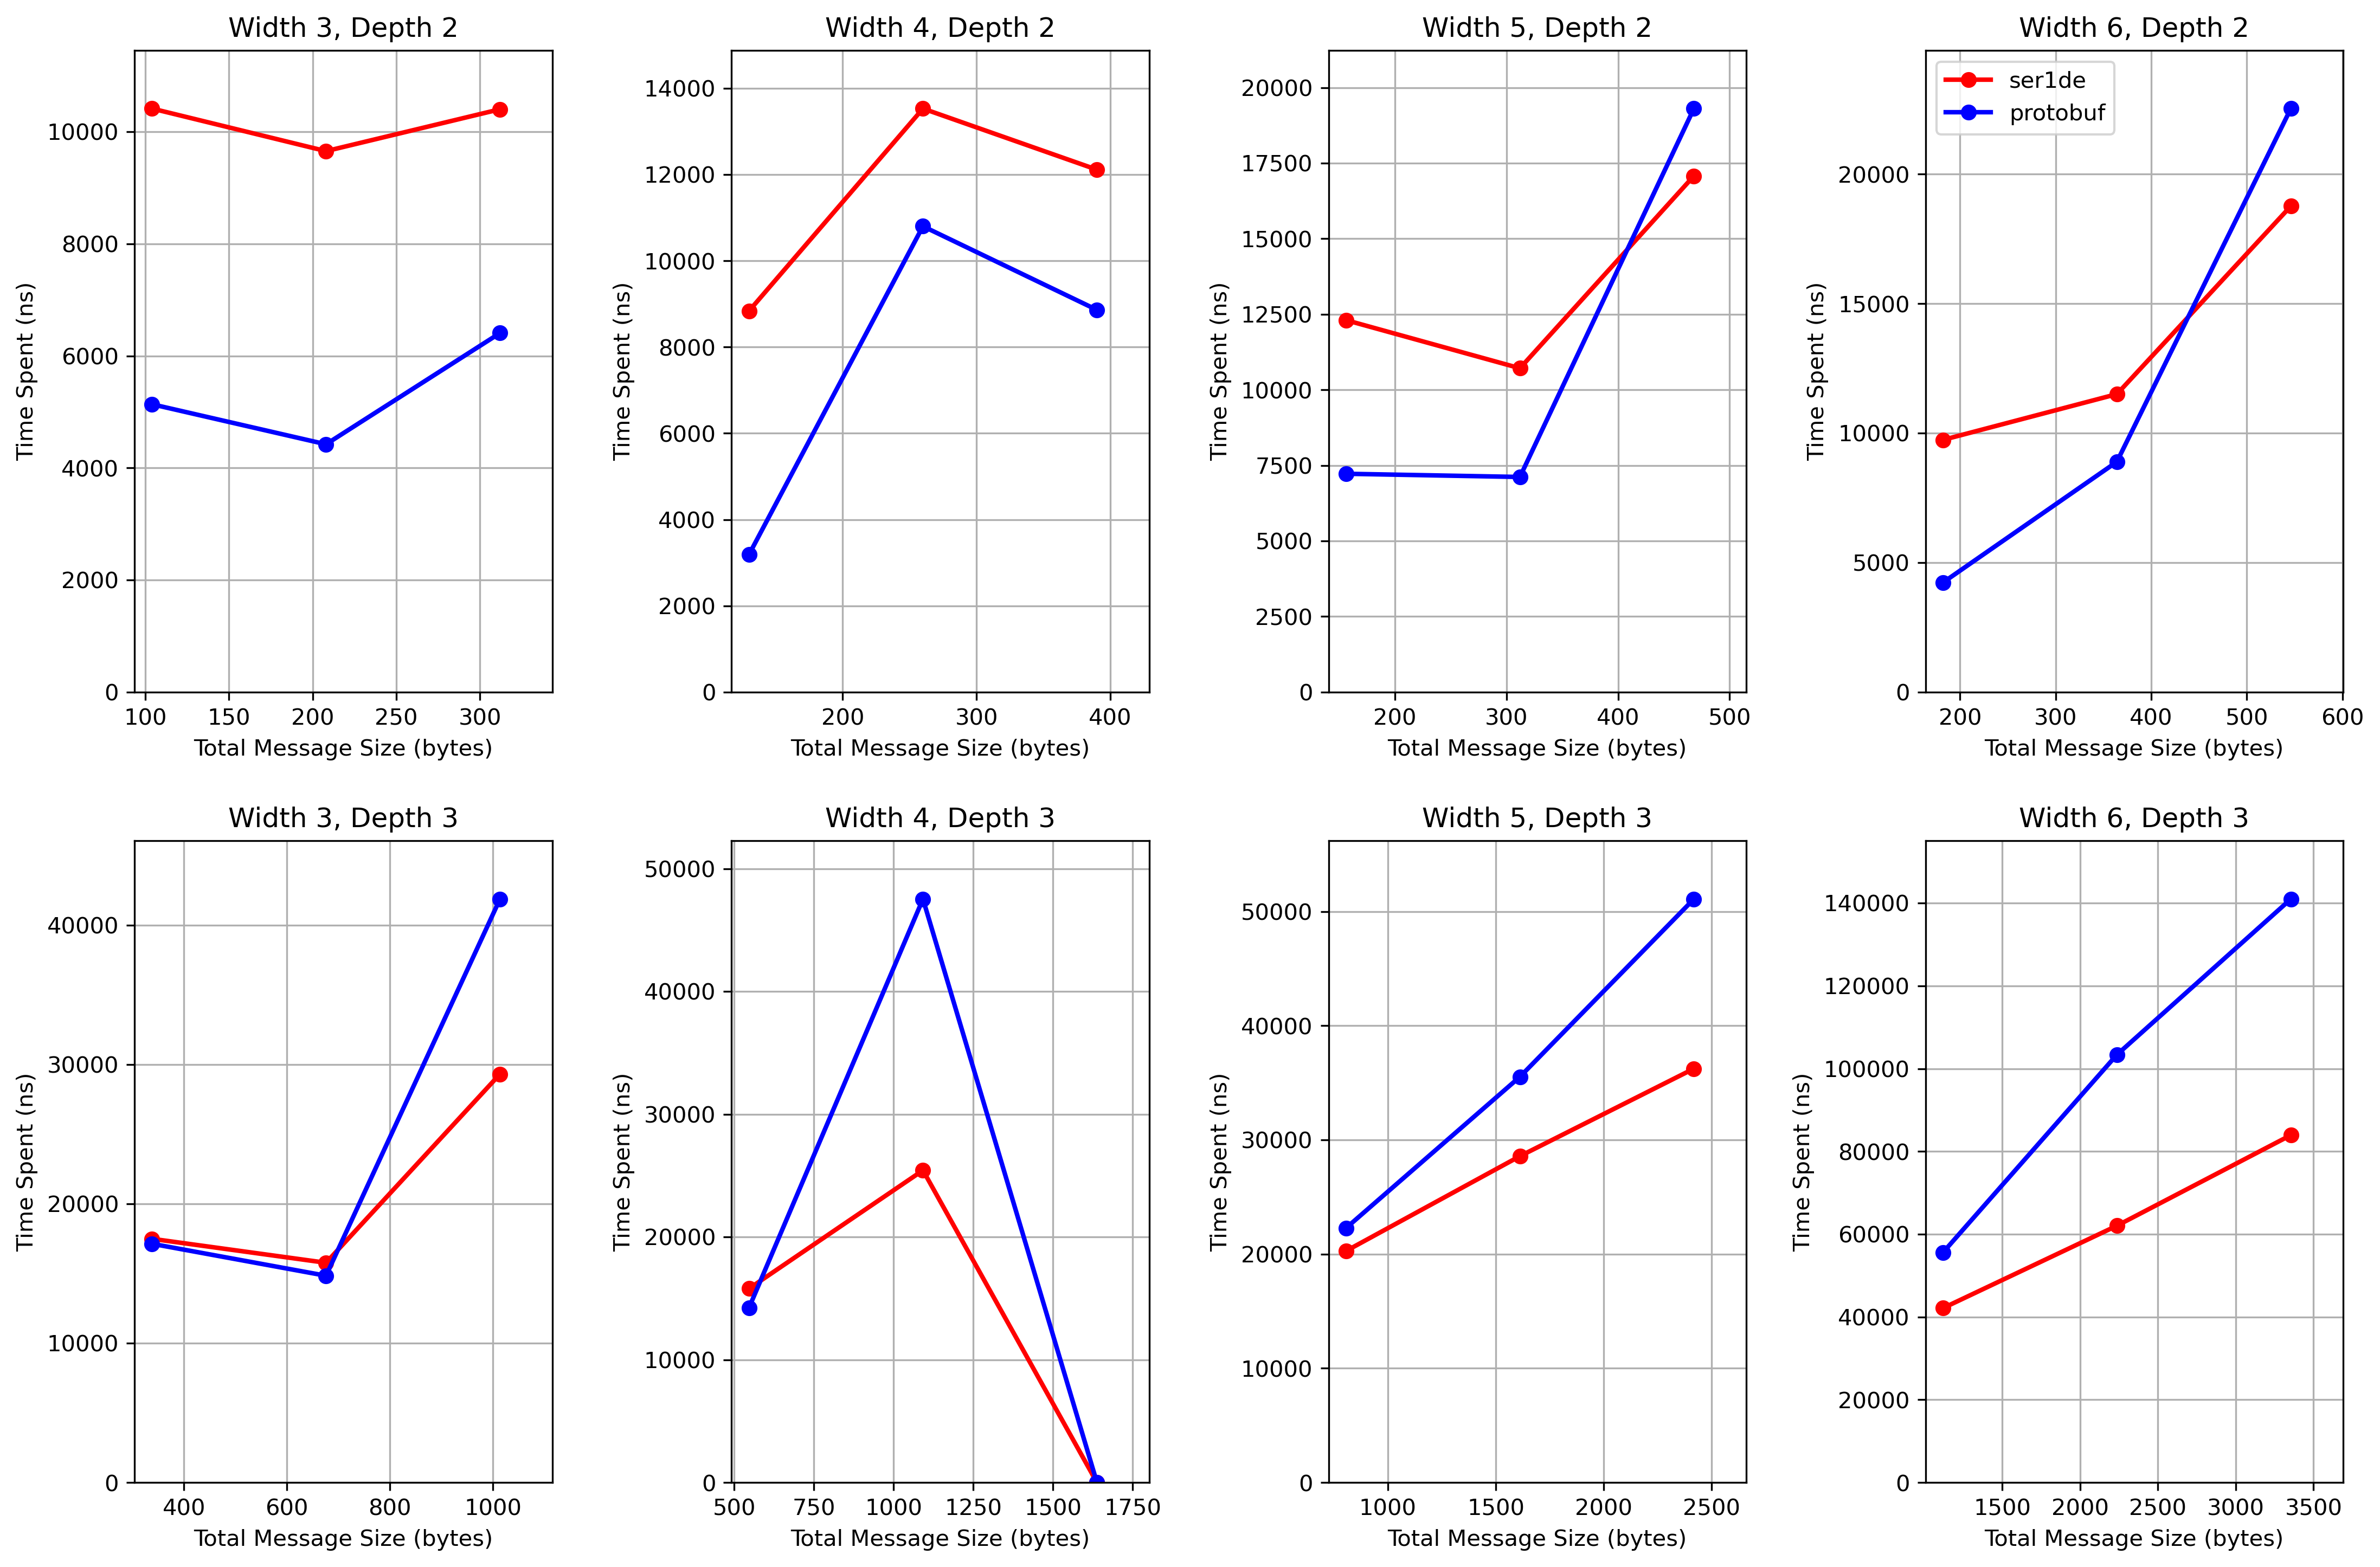 Width 3, Depth 2
Time Spent (ns)
10000
8000
6000
4000
2000
0
100 150 200 250 300
Total Message Size (bytes)
Width 4, Depth 2
Time Spent (ns)
14000
12000
10000
8000
6000
4000
2000
0
200 300 400
Total Message Size (bytes)
Width 5, Depth 2
Time Spent (ns)
20000
17500
15000
12500
10000
7500
5000
2500
0
200 300 400 500
Total Message Size (bytes)
Width 6, Depth 2
ser1de
protobuf
Time Spent (ns)
20000
15000
10000
5000
0
200 300 400 500 600
Total Message Size (bytes)
Width 3, Depth 3
Time Spent (ns)
40000
30000
20000
10000
0
400 600 800 1000
Total Message Size (bytes)
Width 4, Depth 3
Time Spent (ns)
50000
40000
30000
20000
10000
0
500 750 1000 1250 1500 1750
Total Message Size (bytes)
Width 5, Depth 3
Time Spent (ns)
50000
40000
30000
20000
10000
0
1000 1500 2000 2500
Total Message Size (bytes)
Width 6, Depth 3
Time Spent (ns)
140000
120000
100000
80000
60000
40000
20000
0
1500 2000 2500 3000 3500
Total Message Size (bytes)